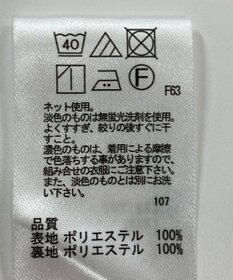 40
F
F63
ネット使用。
淡色のものは無蛍光洗剤を使用。
よくすすぎ、絞りの後すぐに干
すこと。
濃色のものは、着用による摩擦
で色落ちする事がありますので、
組み合せの衣服にご注意下さい。
また、淡色のものとは別にお洗
い下さい。
107
品質
表地 ポリエステル 100%
裏地 ポリエステル 100%